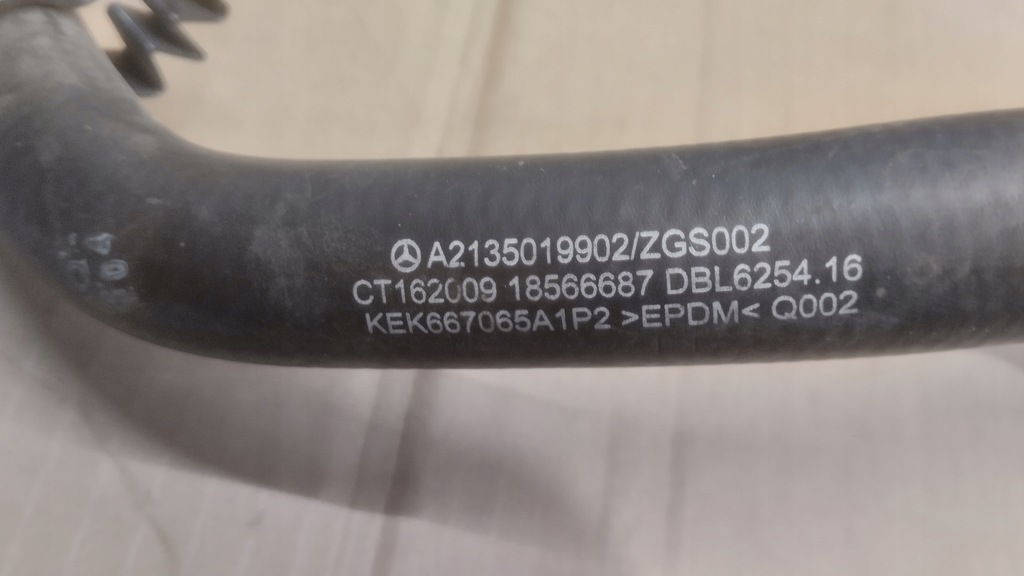 A2135019902/ZGS002
CT162009 18566687 DBL6254.16
KEK667065A1P2 >EPDM< Q002